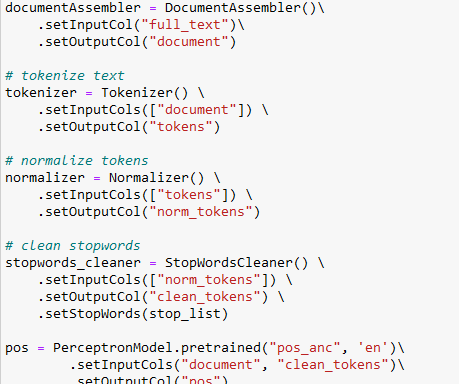 documentAssembler = DocumentAssembler()\
    .setInputCol("full_text")\
    .setOutputCol("document")

# tokenize text
tokenizer = Tokenizer() \
    .setInputCols(["document"]) \
    .setOutputCol("tokens")

# normalize tokens
normalizer = Normalizer() \
    .setInputCols(["tokens"]) \
    .setOutputCol("norm_tokens")

# clean stopwords
stopwords_cleaner = StopWordsCleaner() \
    .setInputCols(["norm_tokens"]) \
    .setOutputCol("clean_tokens") \
    .setStopWords(stop_list)

pos = PerceptronModel.pretrained("pos_anc", 'en')\
        .setInputCols("document", "clean_tokens")\
        .setOutputCol("pos")